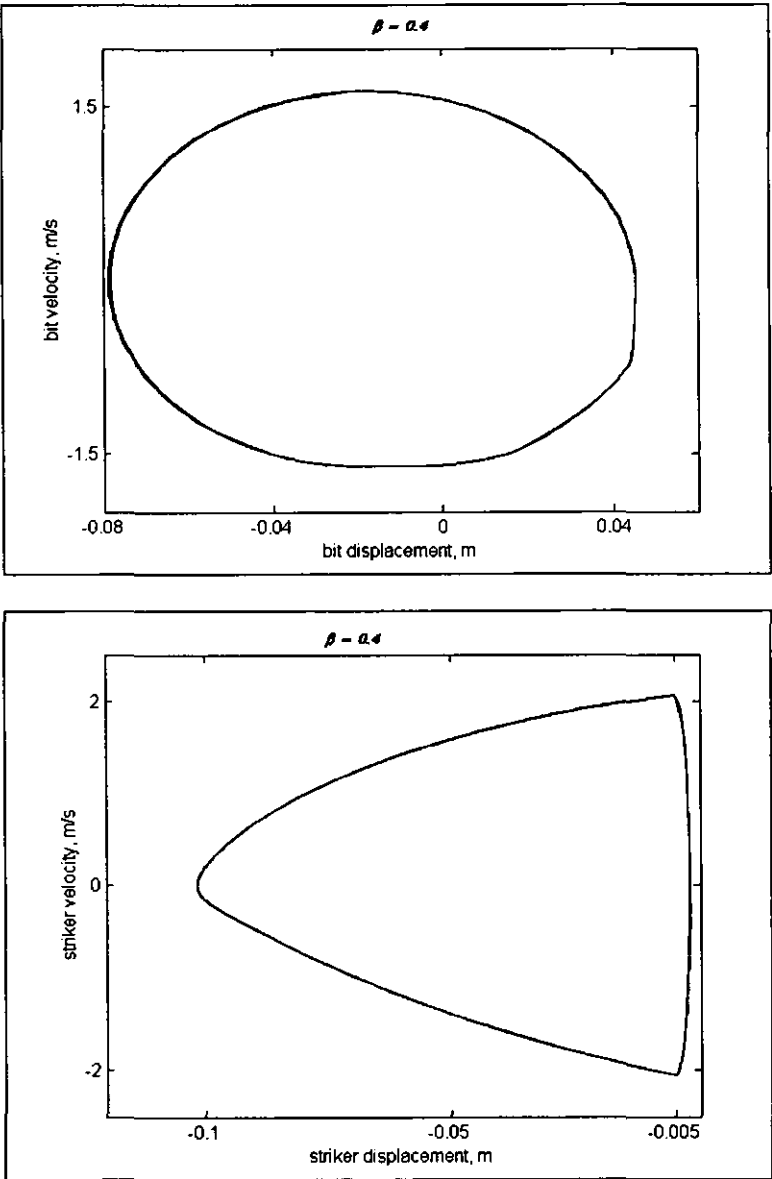 β = 0.4
1.5
bit velocity, m/s
-1.5
-0.08
-0.04
0
0.04
bit displacement, m
β = 0.4
2
striker velocity, m/s
0
-2
-0.1
-0.05
-0.005
striker displacement, m